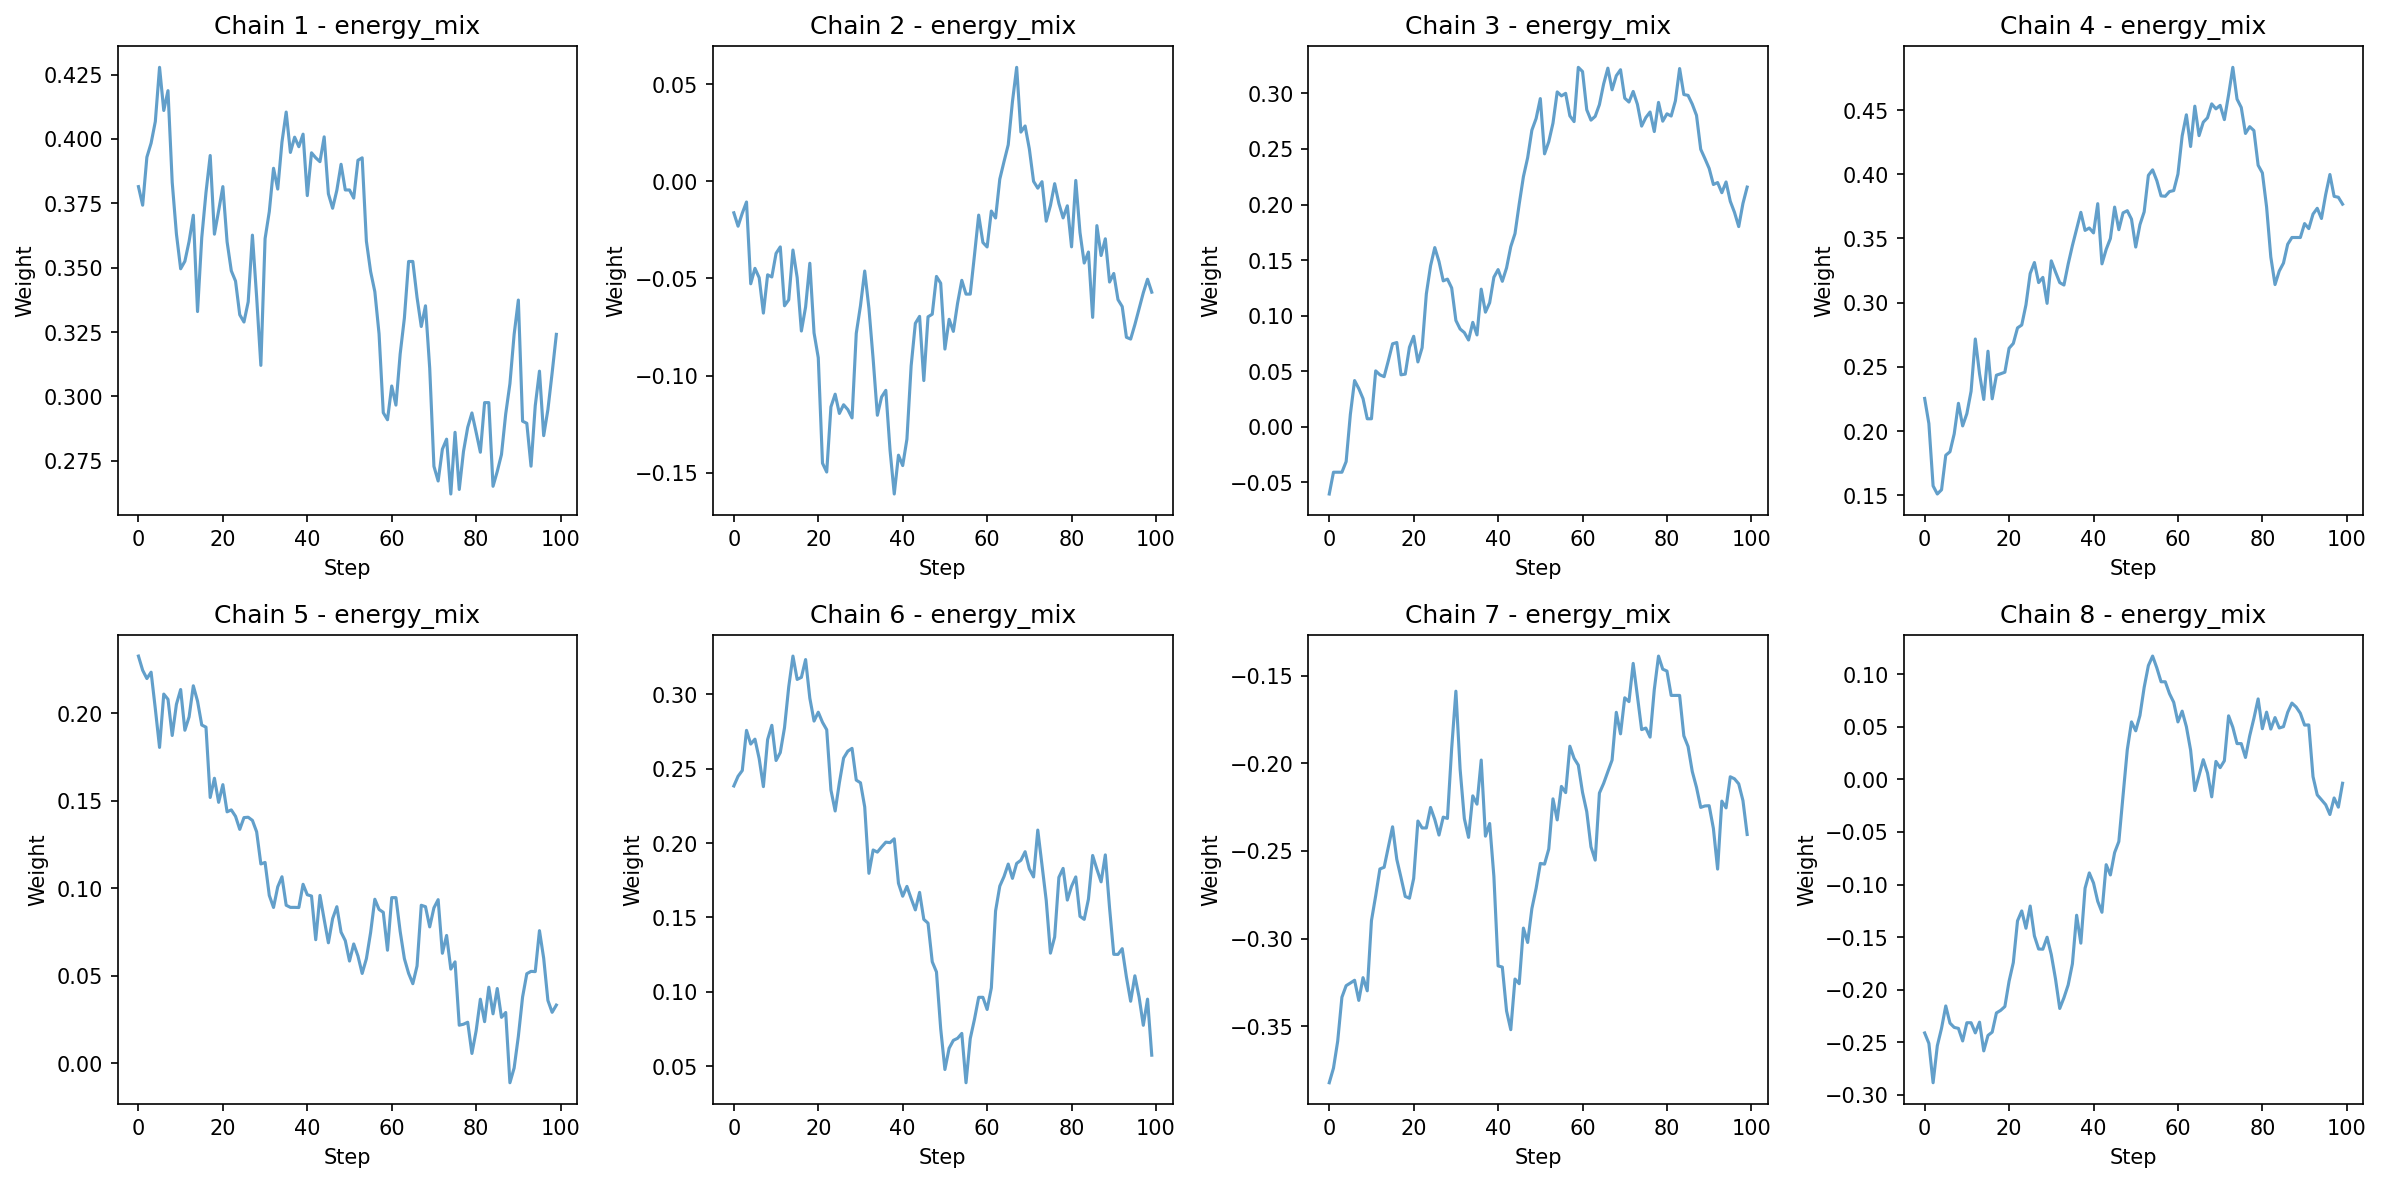 Chain 1 - energy_mix
Weight
0.425
0.400
0.375
0.350
0.325
0.300
0.275
0 20 40 60 80 100
Step
Chain 2 - energy_mix
Weight
0.05
0.00
−0.05
−0.10
−0.15
0 20 40 60 80 100
Step
Chain 3 - energy_mix
Weight
0.30
0.25
0.20
0.15
0.10
0.05
0.00
−0.05
0 20 40 60 80 100
Step
Chain 4 - energy_mix
Weight
0.45
0.40
0.35
0.30
0.25
0.20
0.15
0 20 40 60 80 100
Step
Chain 5 - energy_mix
Weight
0.20
0.15
0.10
0.05
0.00
0 20 40 60 80 100
Step
Chain 6 - energy_mix
Weight
0.30
0.25
0.20
0.15
0.10
0.05
0 20 40 60 80 100
Step
Chain 7 - energy_mix
Weight
−0.15
−0.20
−0.25
−0.30
−0.35
0 20 40 60 80 100
Step
Chain 8 - energy_mix
Weight
0.10
0.05
0.00
−0.05
−0.10
−0.15
−0.20
−0.25
−0.30
0 20 40 60 80 100
Step